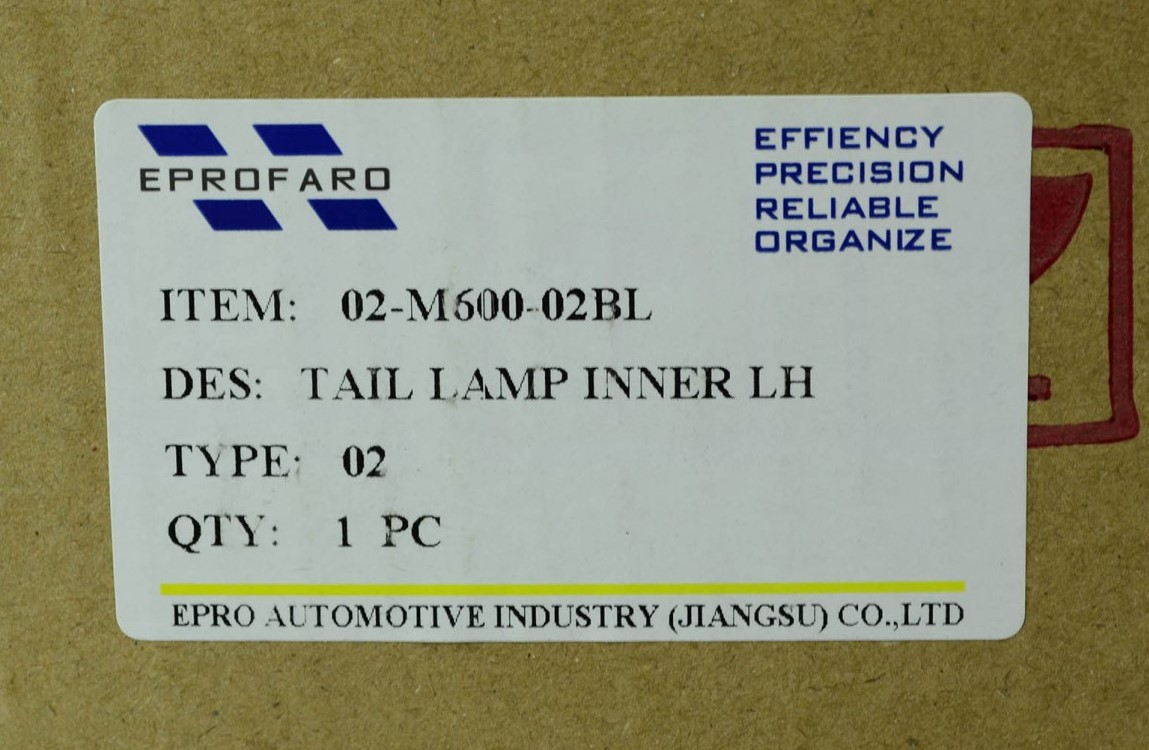 EPROFARO
EFFIENCY
PRECISION
RELIABLE
ORGANIZE
ITEM: 02-M600-02BL
DES: TAIL LAMP INNER LH
TYPE: 02
QTY: 1 PC
EPRO AUTOMOTIVE INDUSTRY (JIANGSU) CO.,LTD